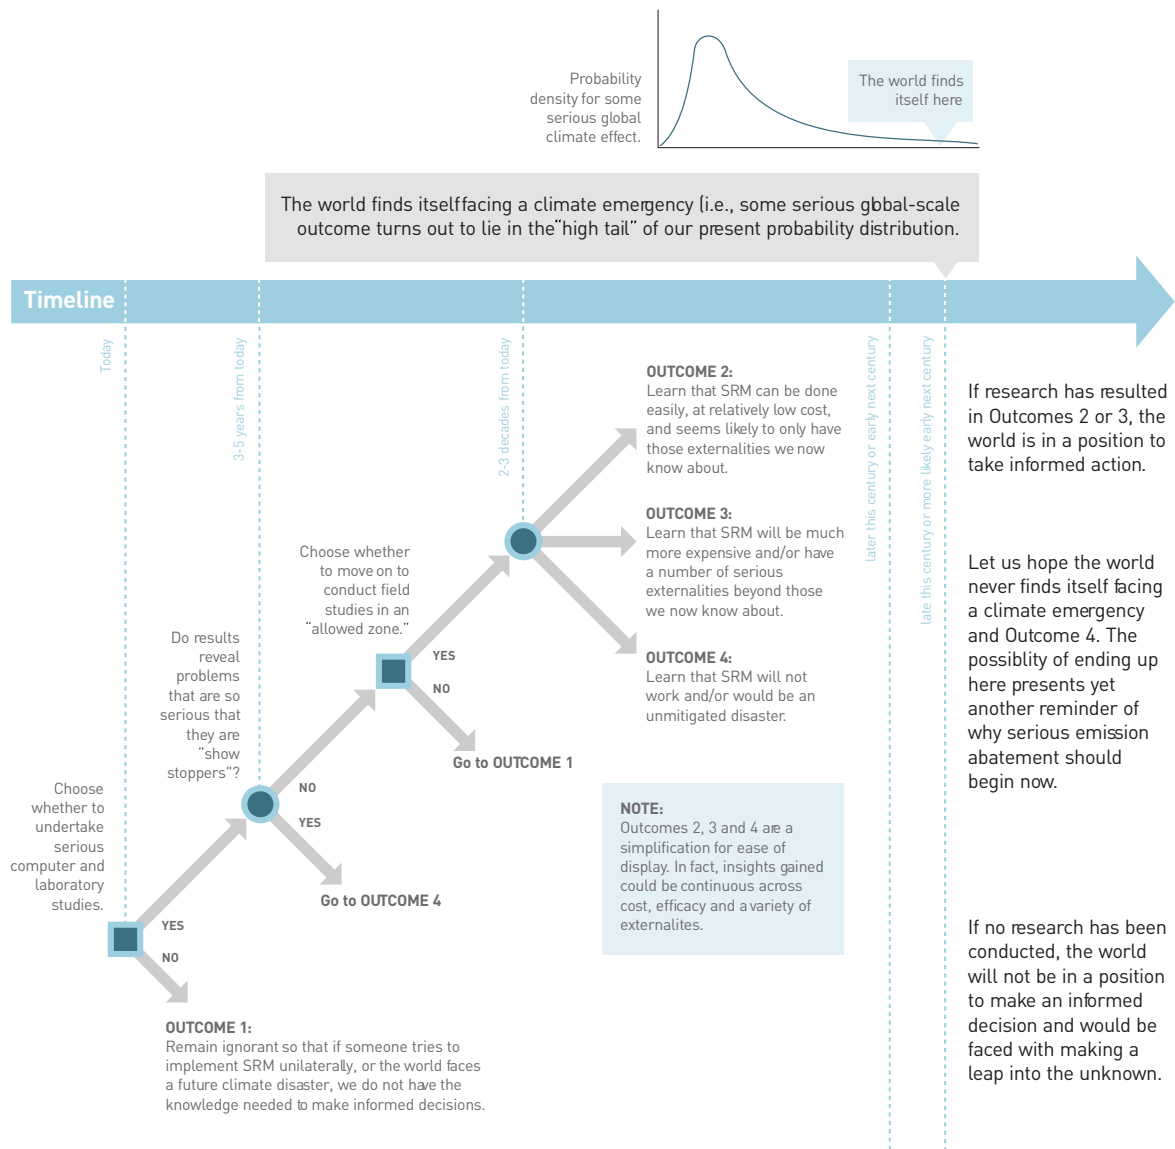 Probability
density for some
serious global
climate effect.
The world finds
itself here
The world finds itself facing a climate emergency (i.e., some serious global-scale
outcome turns out to lie in the “high tail” of our present probability distribution.
Timeline
Today
3-5 years from today
2-3 decades from today
later this century or early next century
late this century or more likely early next century
OUTCOME 2:
Learn that SRM can be done
easily, at relatively low cost,
and seems likely to only have
those externalities we now
know about.
OUTCOME 3:
Learn that SRM will be much
more expensive and/or have
a number of serious
externalities beyond those
we now know about.
OUTCOME 4:
Learn that SRM will not
work and/or would be an
unmitigated disaster.
Choose whether
to move on to
conduct field
studies in an
“allowed zone.”
YES
NO
Go to OUTCOME 1
Do results
reveal
problems
that are so
serious that
they are
“show
stoppers”?
NO
YES
Go to OUTCOME 4
Choose
whether to
undertake
serious
computer and
laboratory
studies.
YES
NO
OUTCOME 1:
Remain ignorant so that if someone tries to
implement SRM unilaterally, or the world faces
a future climate disaster, we do not have the
knowledge needed to make informed decisions.
NOTE:
Outcomes 2, 3 and 4 are a
simplification for ease of
display. In fact, insights gained
could be continuous across
cost, efficacy and a variety of
externalites.
If research has resulted
in Outcomes 2 or 3, the
world is in a position to
take informed action.
Let us hope the world
never finds itself facing
a climate emergency
and Outcome 4. The
possiblity of ending up
here presents yet
another reminder of
why serious emission
abatement should
begin now.
If no research has been
conducted, the world
will not be in a position
to make an informed
decision and would be
faced with making a
leap into the unknown.